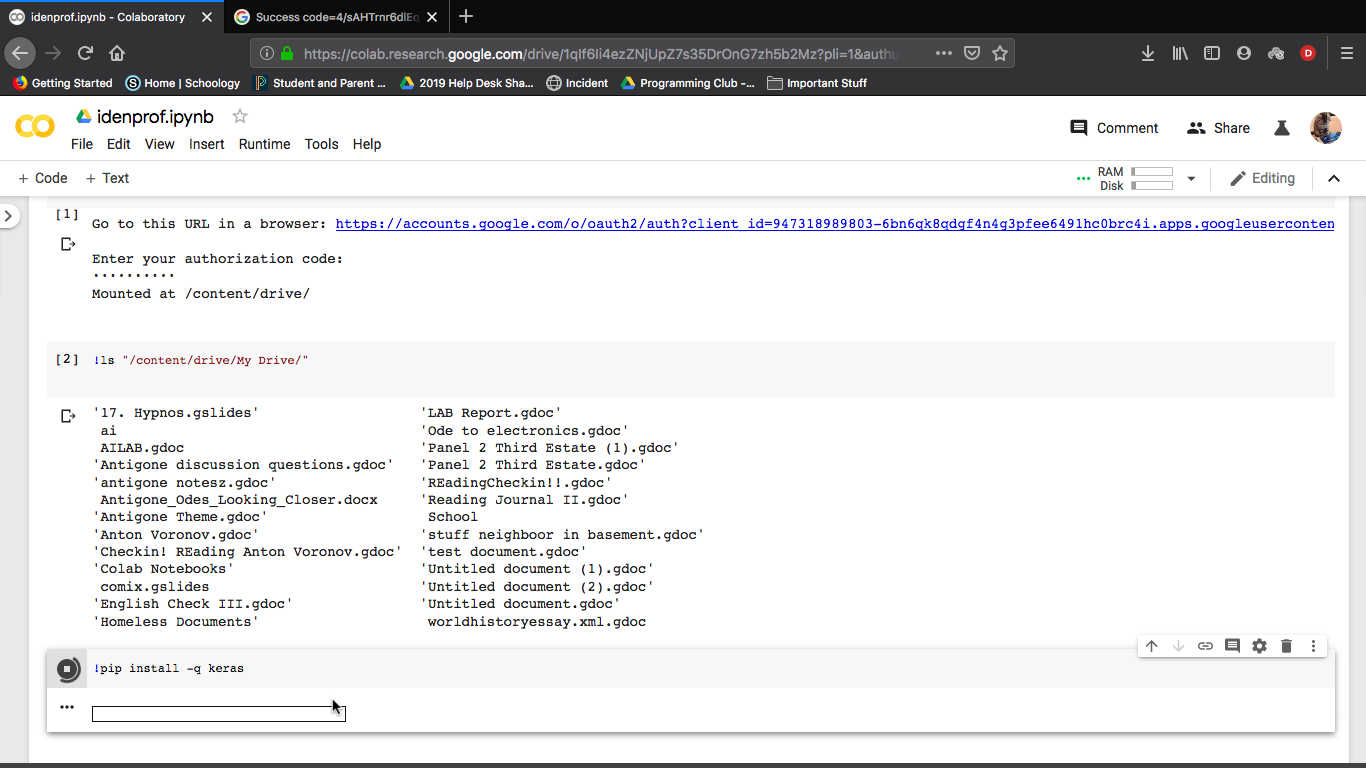 idenprof.ipynb - Colaboratory
Success code=4/sAHTrnr6dlEq
https://colab.research.google.com/drive/1qIf6Ii4ezZNjUpZ7s35DrOnG7zh5b2Mz?pli=1&authu
D
Getting Started Home | Schoology Student and Parent ... 2019 Help Desk Sha... Incident Programming Club -... Important Stuff
idenprof.ipynb
Comment Share
File Edit View Insert Runtime Tools Help
+ Code + Text
RAM
Disk
Editing
[1]
Go to this URL in a browser: https://accounts.google.com/o/oauth2/auth?client_id=947318989803-6bn6qk8qdgf4n4g3pfee6491hc0brc4i.apps.googleuserconten
Enter your authorization code:
··········
Mounted at /content/drive/
[2] !ls "/content/drive/My Drive/"
'17. Hypnos.gslides' 'LAB Report.gdoc'
ai 'Ode to electronics.gdoc'
AILAB.gdoc 'Panel 2 Third Estate (1).gdoc'
'Antigone discussion questions.gdoc' 'Panel 2 Third Estate.gdoc'
'antigone notesz.gdoc' 'REadingCheckin!!.gdoc'
Antigone_Odes_Looking_Closer.docx 'Reading Journal II.gdoc'
'Antigone Theme.gdoc' School
'Anton Voronov.gdoc' 'stuff neighboor in basement.gdoc'
'Checkin! REading Anton Voronov.gdoc' 'test document.gdoc'
'Colab Notebooks' 'Untitled document (1).gdoc'
comix.gslides 'Untitled document (2).gdoc'
'English Check III.gdoc' 'Untitled document.gdoc'
'Homeless Documents' worldhistoryessay.xml.gdoc
!pip install -q keras